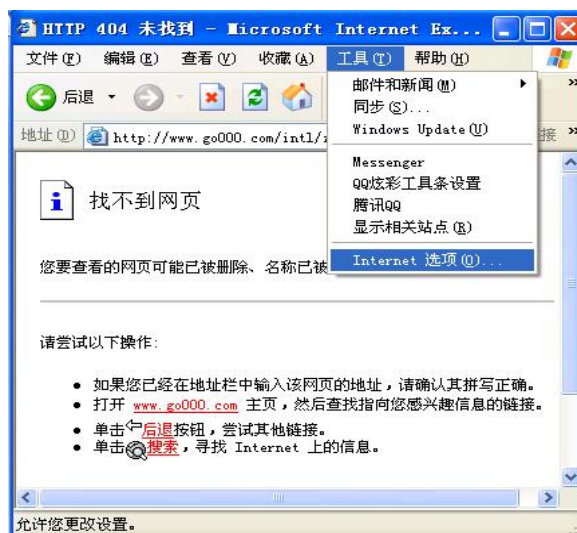 HTTP 404 未找到 - Microsoft Internet Ex...
文件(F) 编辑(E) 查看(V) 收藏(A) 工具(T) 帮助(H)
后退
地址(D) http://www.go000.com/intl/
接
邮件和新闻(M)
同步(S)...
Windows Update(U)
Messenger
QQ炫彩工具条设置
腾讯QQ
显示相关站点(R)
Internet 选项(O)...
找不到网页
您要查看的网页可能已被删除、名称已被
请尝试以下操作:
如果您已经在地址栏中输入该网页的地址，请确认其拼写正确。
打开 www.go000.com 主页，然后查找指向您感兴趣信息的链接。
单击后退按钮，尝试其他链接。
单击搜索，寻找 Internet 上的信息。
允许您更改设置。